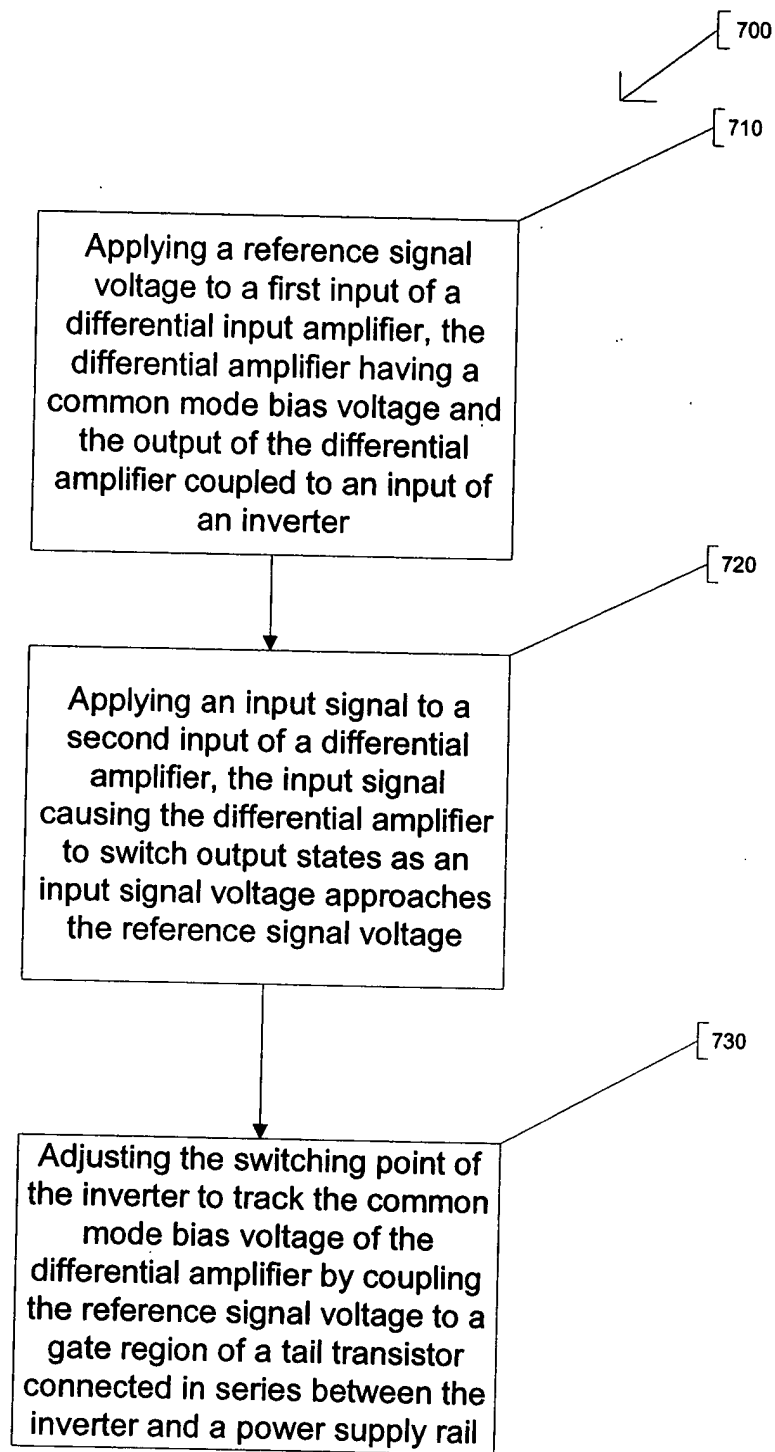 700
710
Applying a reference signal
voltage to a first input of a
differential input amplifier, the
differential amplifier having a
common mode bias voltage and
the output of the differential
amplifier coupled to an input of
an inverter
720
Applying an input signal to a
second input of a differential
amplifier, the input signal
causing the differential amplifier
to switch output states as an
input signal voltage approaches
the reference signal voltage
730
Adjusting the switching point of
the inverter to track the common
mode bias voltage of the
differential amplifier by coupling
the reference signal voltage to a
gate region of a tail transistor
connected in series between the
inverter and a power supply rail